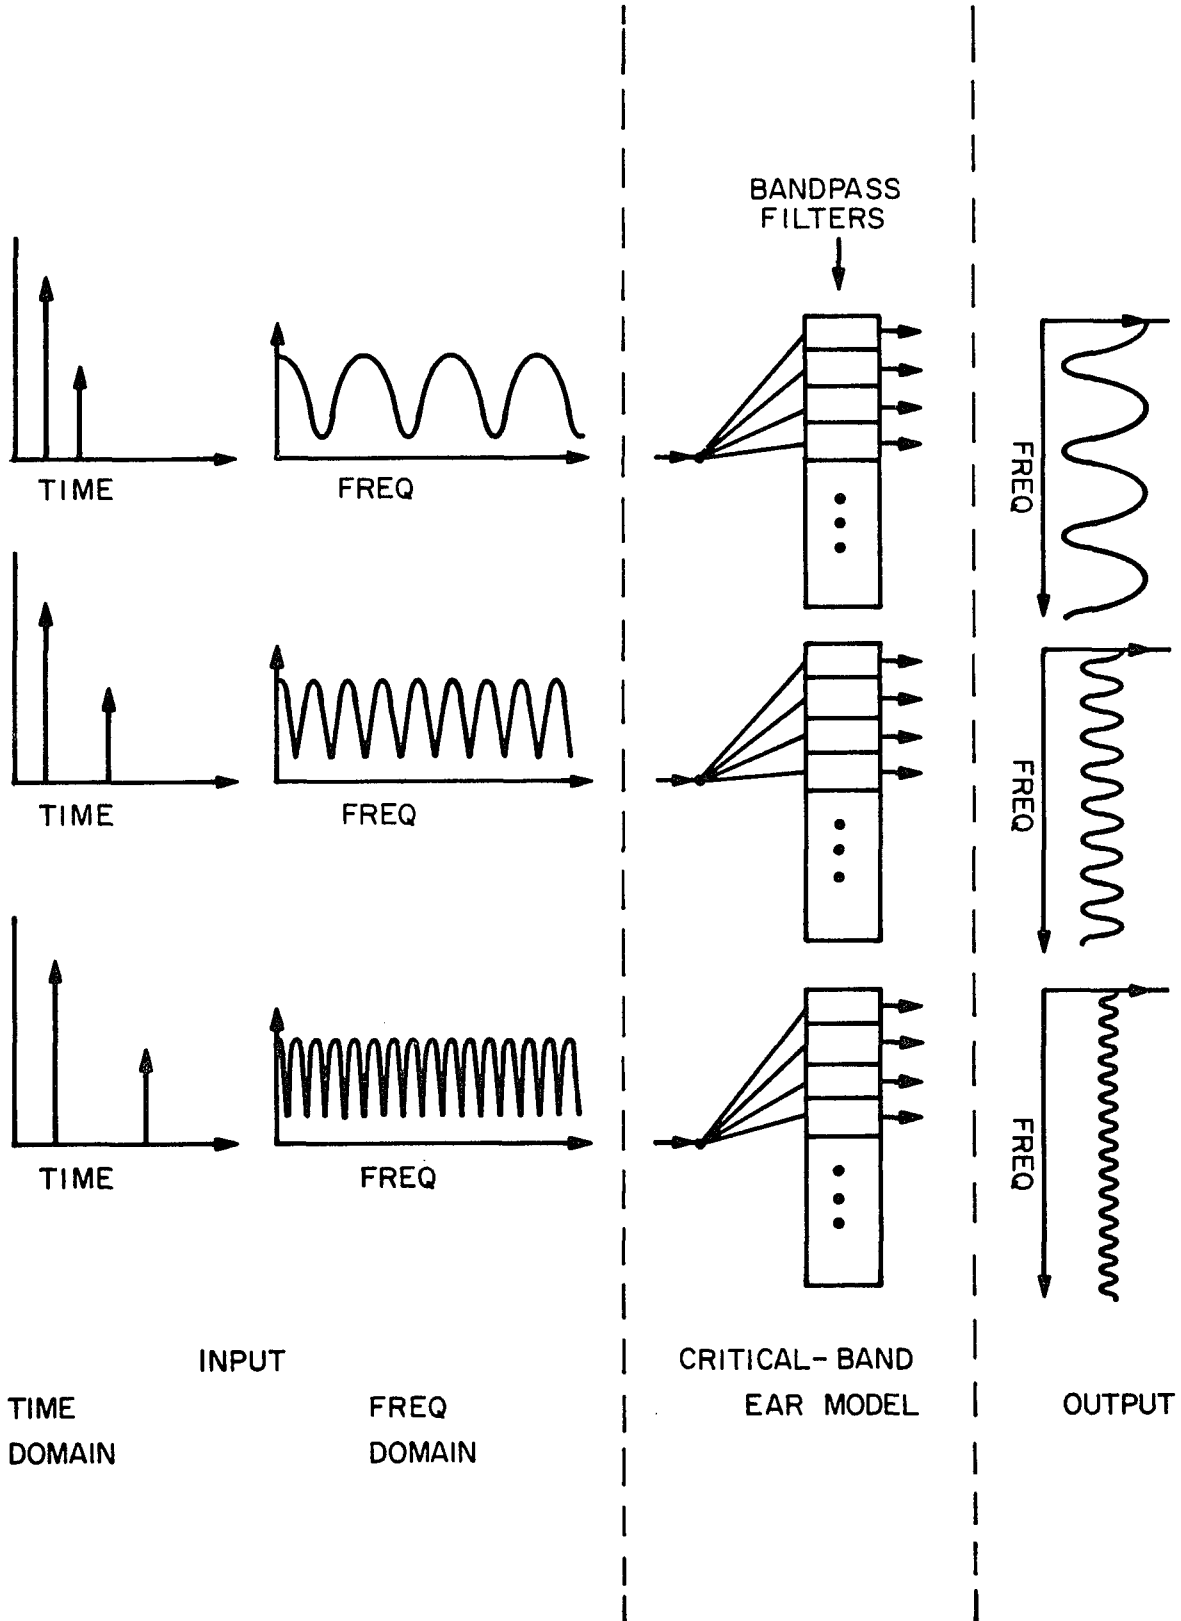 BANDPASS
FILTERS
TIME
FREQ
FREQ
TIME
FREQ
FREQ
TIME
FREQ
FREQ
INPUT
CRITICAL-BAND
TIME
FREQ
EAR MODEL
OUTPUT
DOMAIN
DOMAIN